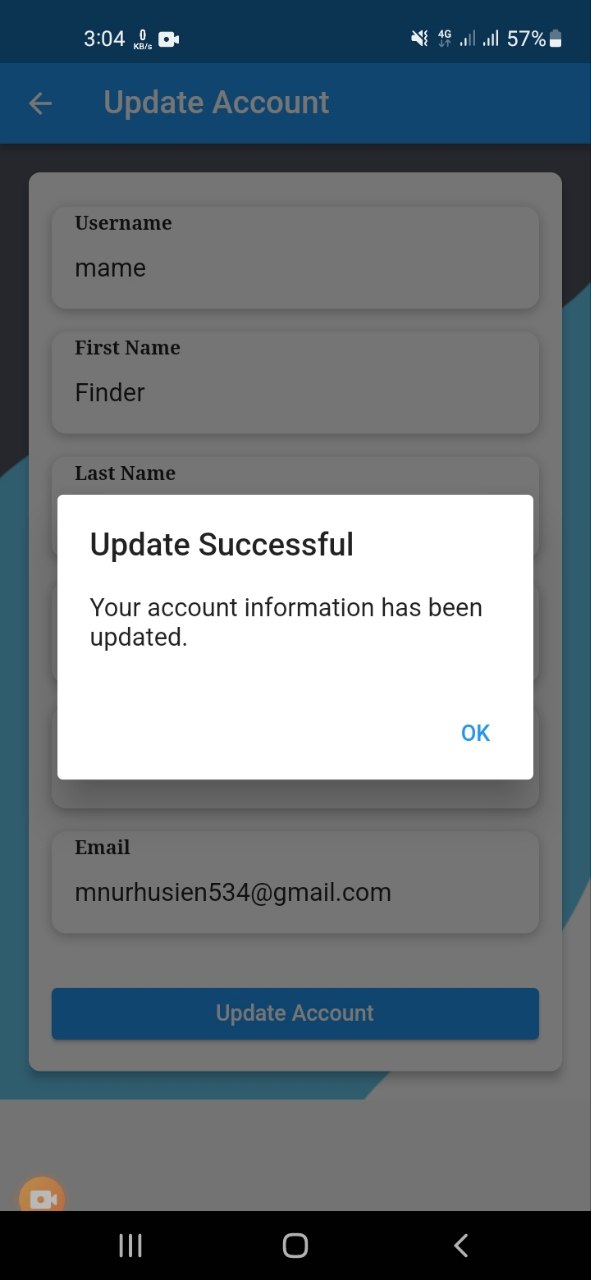 3:04 0 KB/s 4G 57%
Update Account
Username
mame
First Name
Finder
Last Name
Update Successful
Your account information has been
updated.
OK
Email
mnurhusien534@gmail.com
Update Account